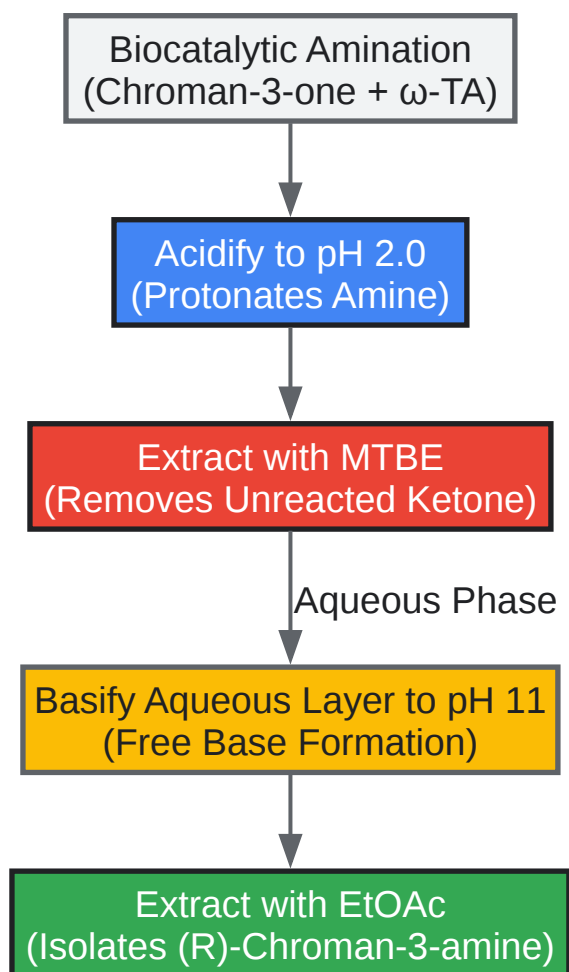 Biocatalytic Amination
(Chroman-3-one + ω-TA)
Acidify to pH 2.0
(Protonates Amine)
Extract with MTBE
(Removes Unreacted Ketone)
Aqueous Phase
Basify Aqueous Layer to pH 11
(Free Base Formation)
Extract with EtOAc
(Isolates (R)-Chroman-3-amine)